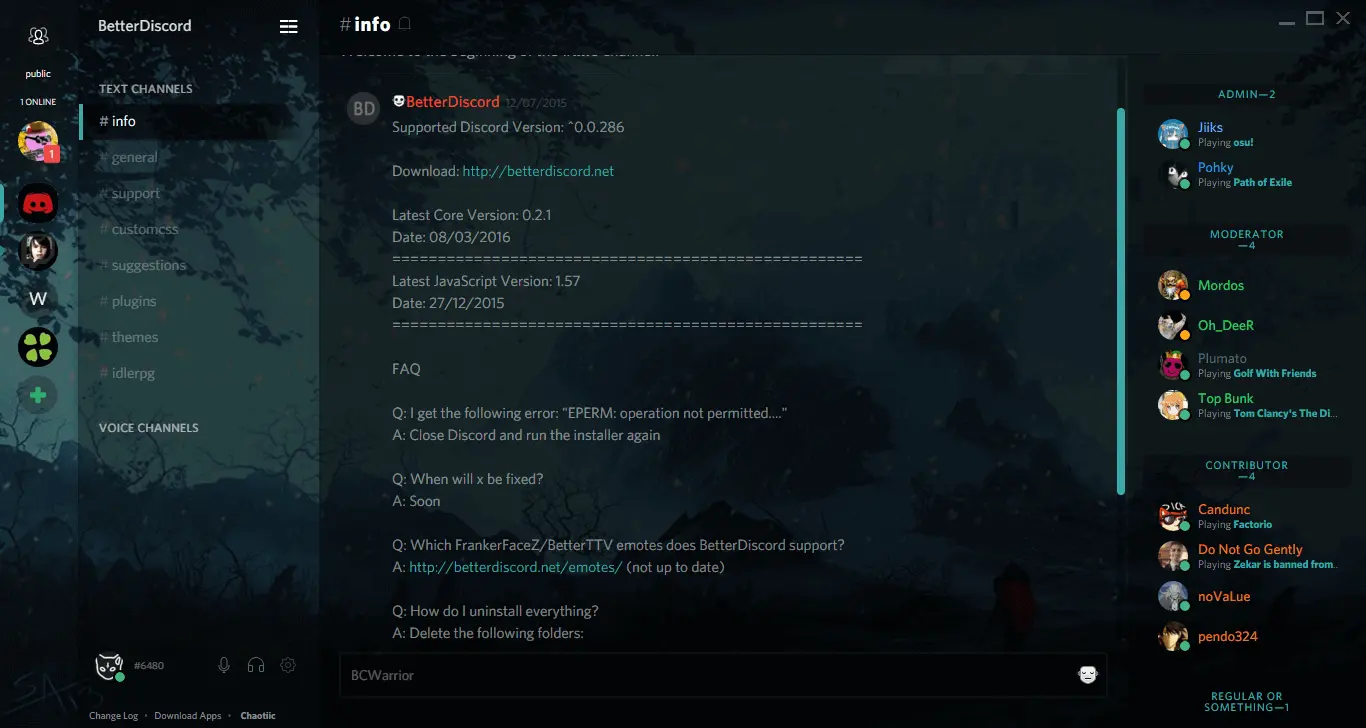 public
1 ONLINE
1
W
BetterDiscord
TEXT CHANNELS
# info
# general
# support
# customcss
# suggestions
# plugins
# themes
# idlerpg
VOICE CHANNELS
#6480
Change Log • Download Apps • Chaotiic
# info
BD
BetterDiscord 12/07/2015
Supported Discord Version: ^0.0.286
Download: http://betterdiscord.net
Latest Core Version: 0.2.1
Date: 08/03/2016
====================================================
Latest JavaScript Version: 1.57
Date: 27/12/2015
====================================================
FAQ
Q: I get the following error: "EPERM: operation not permitted...."
A: Close Discord and run the installer again
Q: When will x be fixed?
A: Soon
Q: Which FrankerFaceZ/BetterTTV emotes does BetterDiscord support?
A: http://betterdiscord.net/emotes/ (not up to date)
Q: How do I uninstall everything?
A: Delete the following folders:
BCWarrior
ADMIN—2
Jiiks
Playing osu!
Pohky
Playing Path of Exile
MODERATOR
—4
Mordos
Oh_DeeR
Plumato
Playing Golf With Friends
Top Bunk
Playing Tom Clancy's The Di...
CONTRIBUTOR
—4
Candunc
Playing Factorio
Do Not Go Gently
Playing Zekar is banned from..
noVaLue
pendo324
REGULAR OR
SOMETHING—1